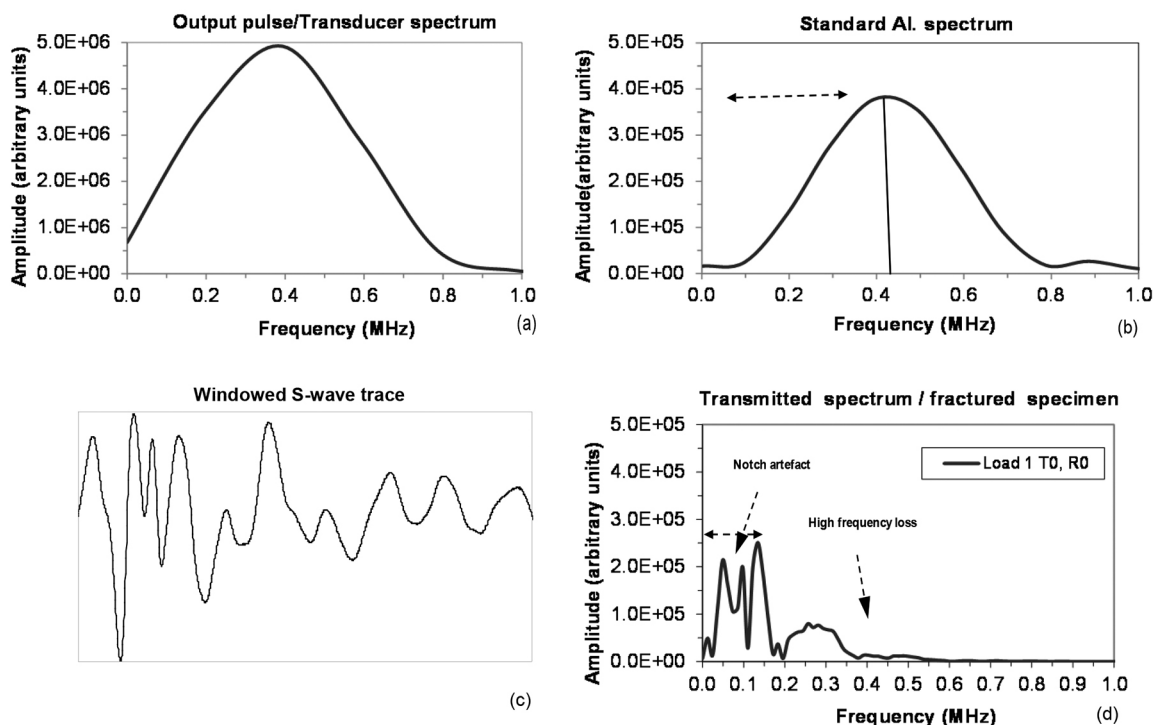 Output pulse/Transducer spectrum
Amplitude (arbitrary units)
5.0E+06
4.0E+06
3.0E+06
2.0E+06
1.0E+06
0.0E+00
0.0 0.2 0.4 0.6 0.8 1.0
Frequency (MHz)
(a)
Standard Al. spectrum
Amplitude(arbitrary units)
5.0E+05
4.0E+05
3.0E+05
2.0E+05
1.0E+05
0.0E+00
0.0 0.2 0.4 0.6 0.8 1.0
Frequency (MHz)
(b)
Windowed S-wave trace
(c)
Transmitted spectrum / fractured specimen
Amplitude (arbitrary units)
5.0E+05
4.0E+05
3.0E+05
2.0E+05
1.0E+05
0.0E+00
Load 1 T0, R0
Notch artefact
High frequency loss
0.0 0.1 0.2 0.3 0.4 0.5 0.6 0.7 0.8 0.9 1.0
Frequency (MHz)
(d)